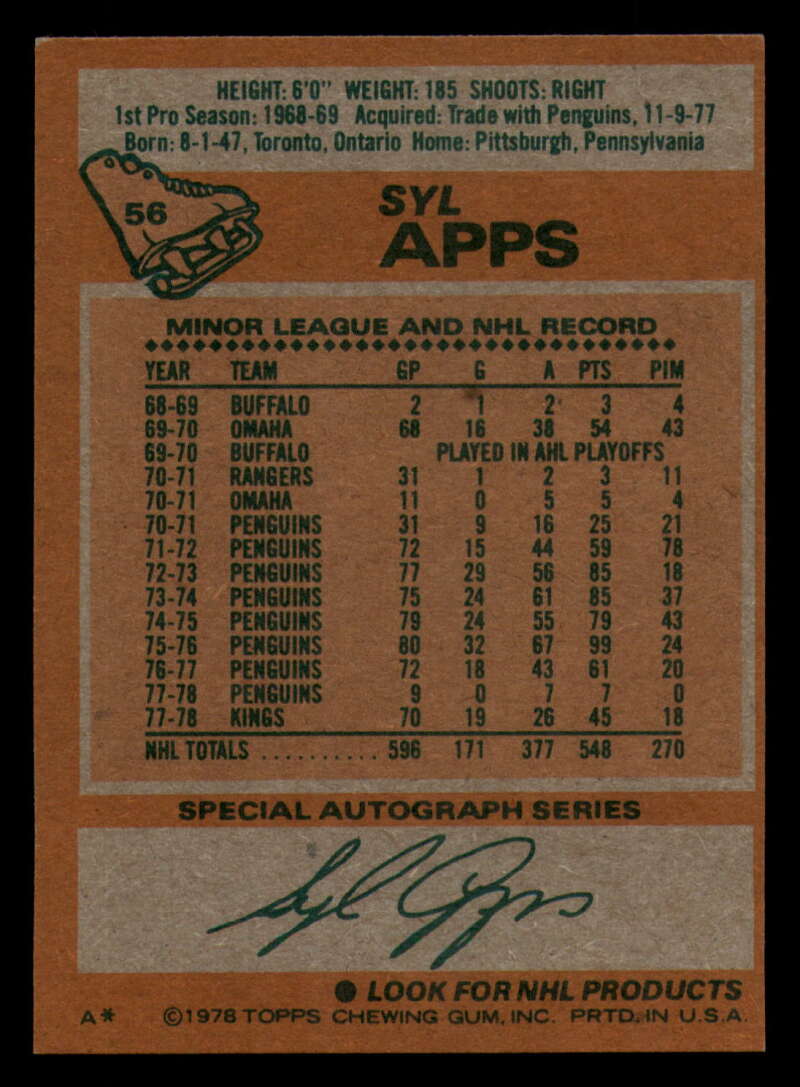 HEIGHT: 6'0" WEIGHT: 185 SHOOTS: RIGHT
1st Pro Season: 1968-69 Acquired: Trade with Penguins, 11-9-77
Born: 8-1-47, Toronto, Ontario Home: Pittsburgh, Pennsylvania
56
SYL
APPS
MINOR LEAGUE AND NHL RECORD
YEAR TEAM GP G A PTS PIM
68-69 BUFFALO 2 1 2 3 4
69-70 OMAHA 68 16 38 54 43
69-70 BUFFALO PLAYED IN AHL PLAYOFFS
70-71 RANGERS 31 1 2 3 11
70-71 OMAHA 11 0 5 5 4
70-71 PENGUINS 31 9 16 25 21
71-72 PENGUINS 72 15 44 59 78
72-73 PENGUINS 77 29 56 85 18
73-74 PENGUINS 75 24 61 85 37
74-75 PENGUINS 79 24 55 79 43
75-76 PENGUINS 80 32 67 99 24
76-77 PENGUINS 72 18 43 61 20
77-78 PENGUINS 9 0 7 7 0
77-78 KINGS 70 19 26 45 18
NHL TOTALS .......... 596 171 377 548 270
SPECIAL AUTOGRAPH SERIES
Syl Apps
● LOOK FOR NHL PRODUCTS
A* ©1978 TOPPS CHEWING GUM, INC. PRTD. IN U.S.A.